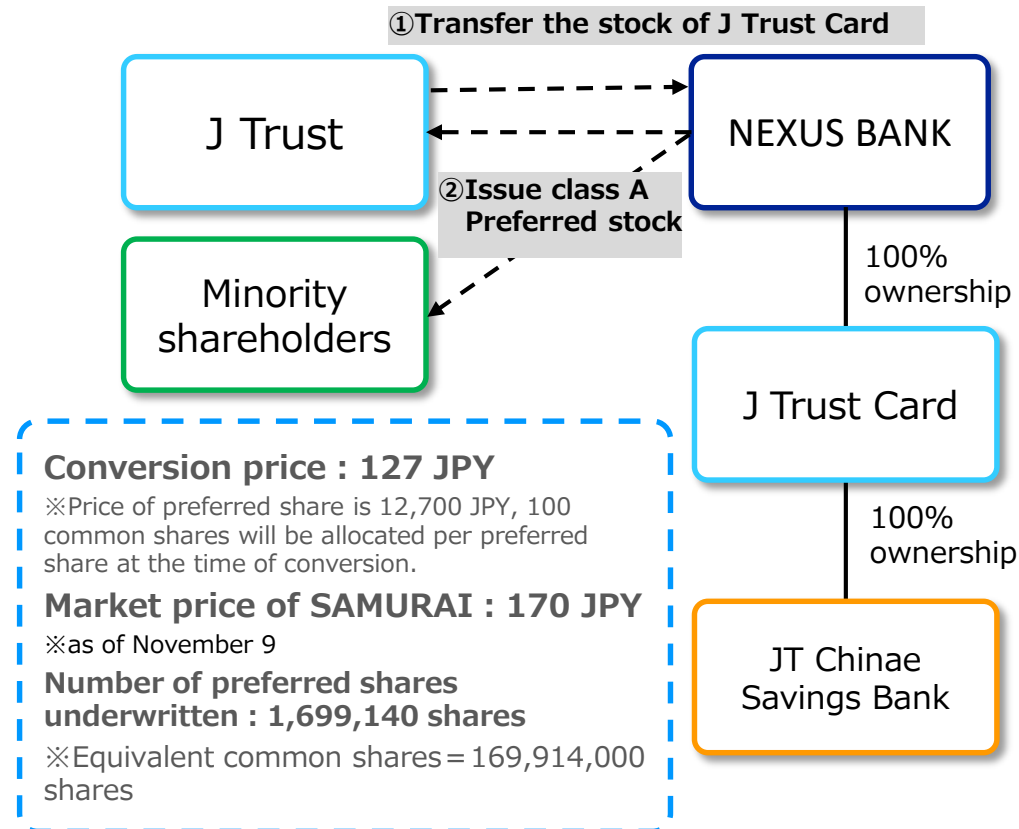 ①Transfer the stock of J Trust Card
J Trust
NEXUS BANK
②Issue class A
Preferred stock
Minority
shareholders
100%
ownership
J Trust Card
100%
ownership
JT Chinae
Savings Bank
Conversion price : 127 JPY
※Price of preferred share is 12,700 JPY, 100
common shares will be allocated per preferred
share at the time of conversion.
Market price of SAMURAI : 170 JPY
※as of November 9
Number of preferred shares
underwritten : 1,699,140 shares
※Equivalent common shares＝169,914,000
shares